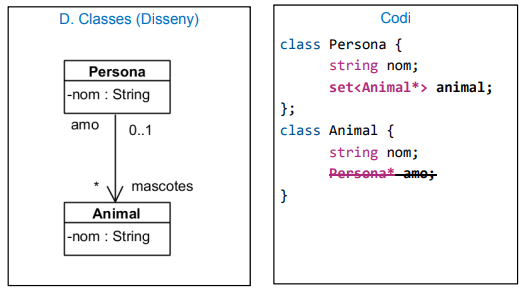 D. Classes (Disseny)
Persona
-nom : String
amo
0..1
*
mascotes
Animal
-nom : String
Codi
class Persona {
string nom;
set<Animal*> animal;
};
class Animal {
string nom;
Persona* amo;
}